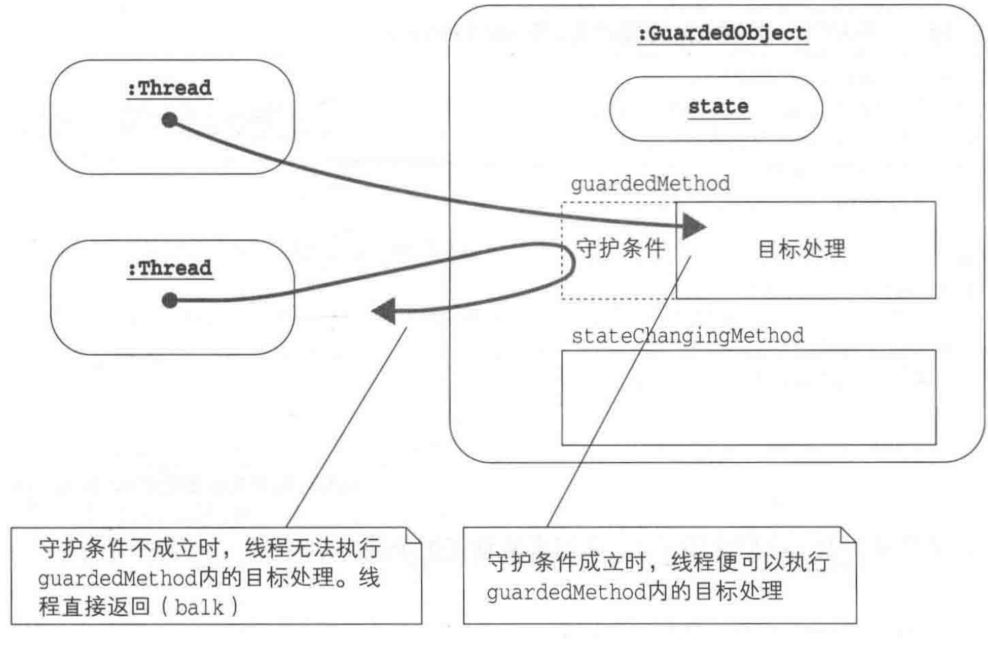 :GuardedObject
:Thread
state
guardedMethod
守护条件
目标处理
:Thread
stateChangingMethod
守护条件不成立时，线程无法执行
guardedMethod内的目标处理。线
程直接返回（balk）
守护条件成立时，线程便可以执行
guardedMethod内的目标处理